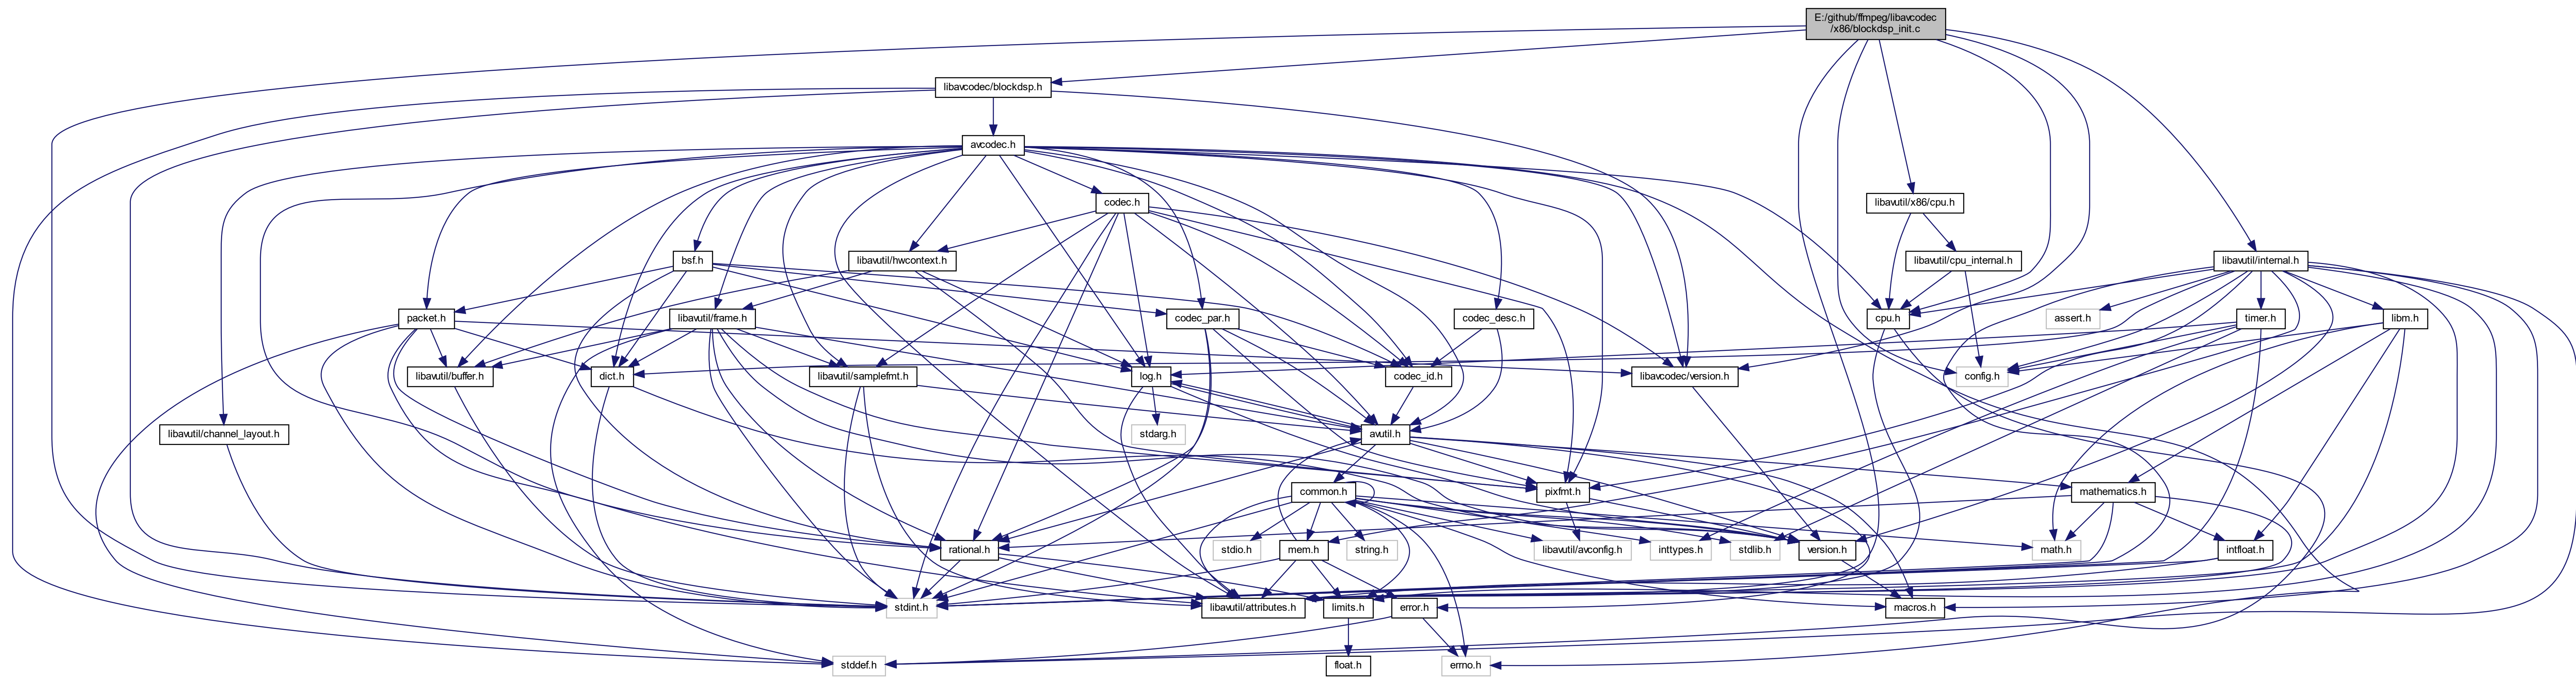 E:/github/ffmpeg/libavcodec
/x86/blockdsp_init.c
libavcodec/blockdsp.h
avcodec.h
codec.h
libavutil/x86/cpu.h
bsf.h
libavutil/hwcontext.h
libavutil/cpu_internal.h
libavutil/internal.h
packet.h
libavutil/frame.h
codec_par.h
codec_desc.h
cpu.h
assert.h
timer.h
libm.h
libavutil/buffer.h
dict.h
libavutil/samplefmt.h
log.h
codec_id.h
libavcodec/version.h
config.h
libavutil/channel_layout.h
stdarg.h
avutil.h
common.h
pixfmt.h
mathematics.h
rational.h
stdio.h
mem.h
string.h
libavutil/avconfig.h
inttypes.h
stdlib.h
version.h
math.h
intfloat.h
stdint.h
libavutil/attributes.h
limits.h
error.h
macros.h
stddef.h
float.h
errno.h